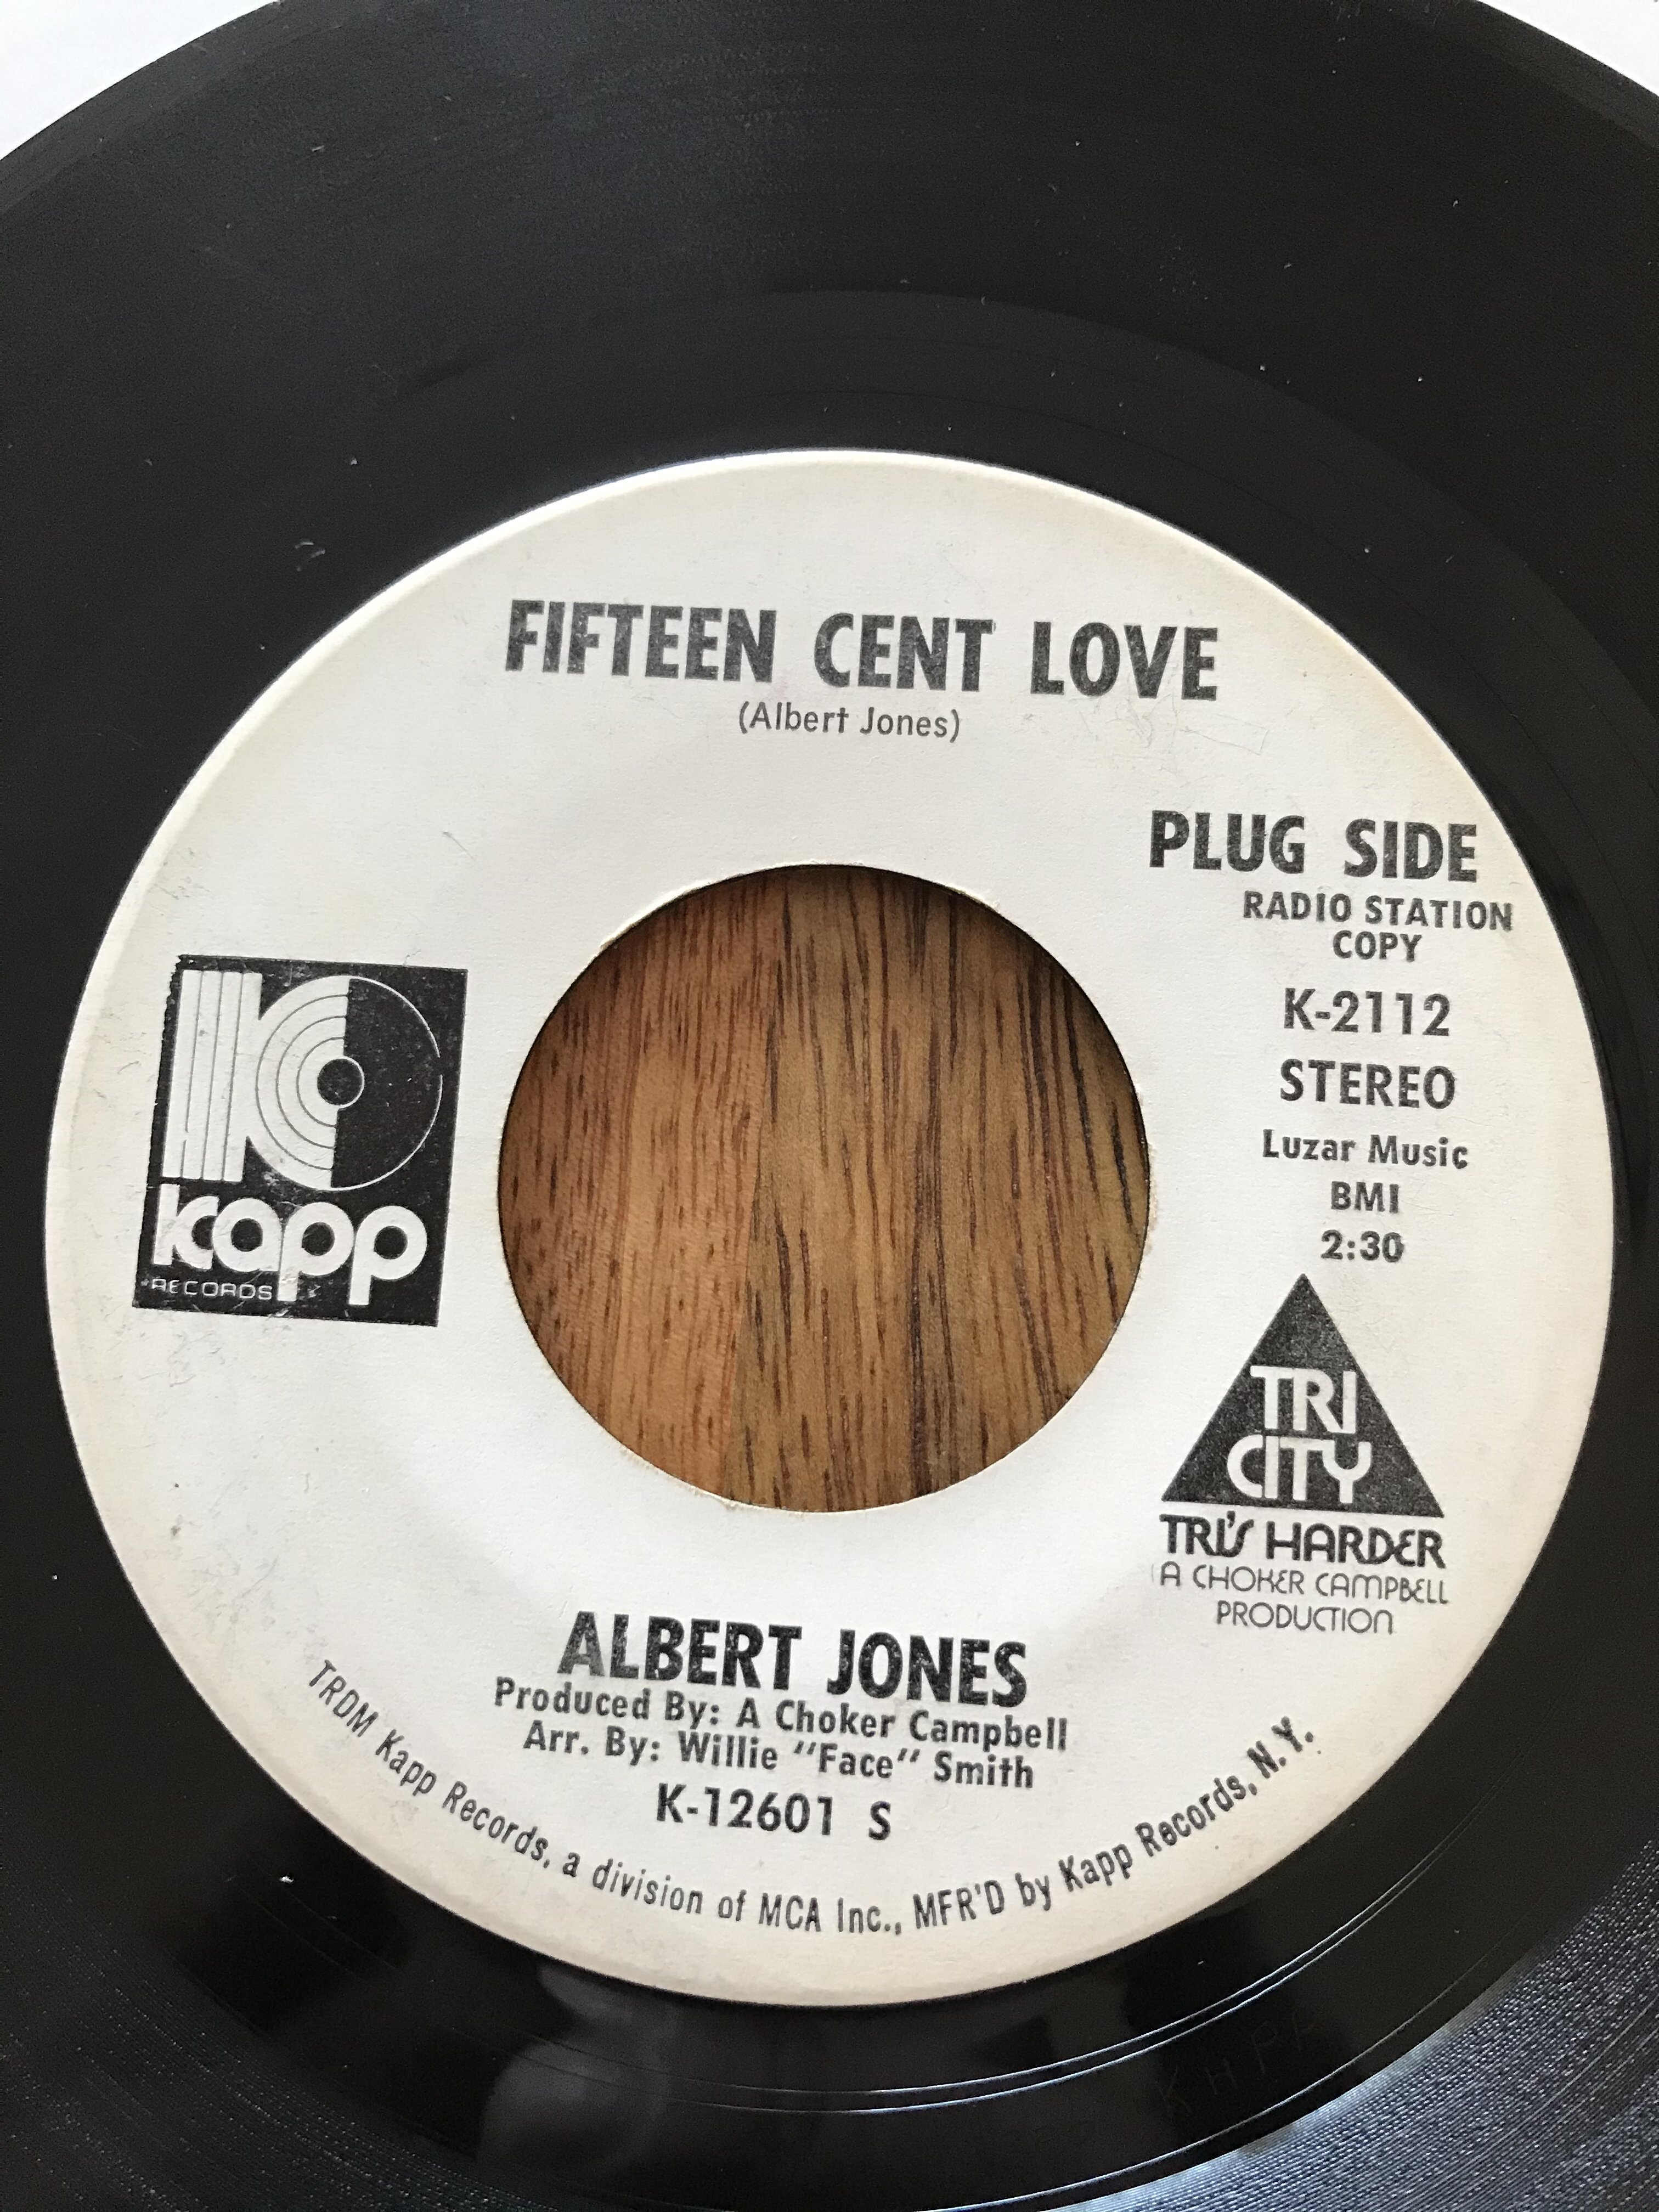 FIFTEEN CENT LOVE
(Albert Jones)
PLUG SIDE
RADIO STATION
COPY
K-2112
STEREO
Luzar Music
BMI
2:30
kapp
RECORDS
TRI
CITY
TRI'S HARDER
A CHOKER CAMPBELL
PRODUCTION
ALBERT JONES
Produced By: A Choker Campbell
Arr. By: Willie "Face" Smith
K-12601 S
TRDM Kapp Records, a division of MCA Inc., MFR'D by Kapp Records, N.Y.